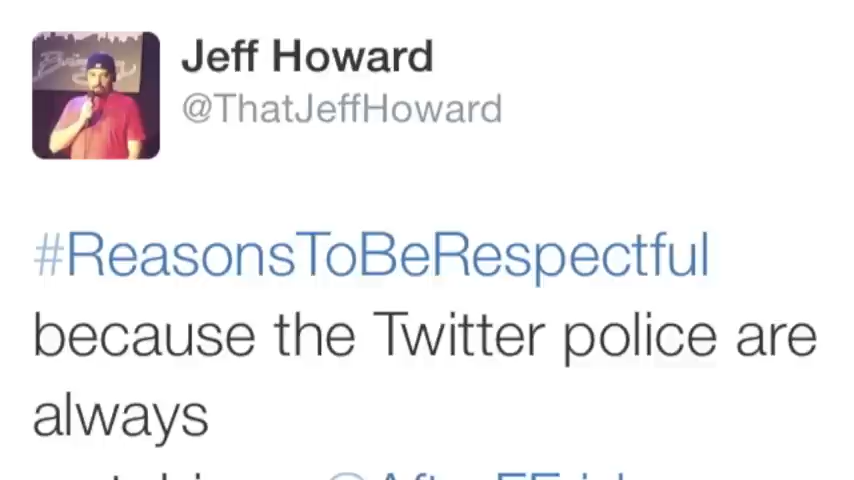 Jeff Howard
@ThatJeffHoward
#ReasonsToBeRespectful
because the Twitter police are
always